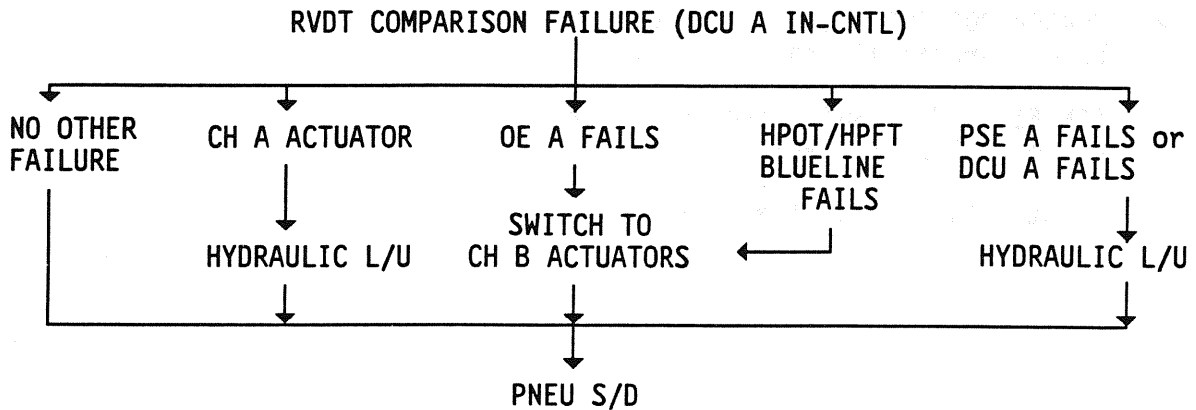 RVDT COMPARISON FAILURE (DCU A IN-CNTL)
NO OTHER
FAILURE
CH A ACTUATOR
HYDRAULIC L/U
OE A FAILS
SWITCH TO
CH B ACTUATORS
HPOT/HPFT
BLUELINE
FAILS
PSE A FAILS or
DCU A FAILS
HYDRAULIC L/U
PNEU S/D